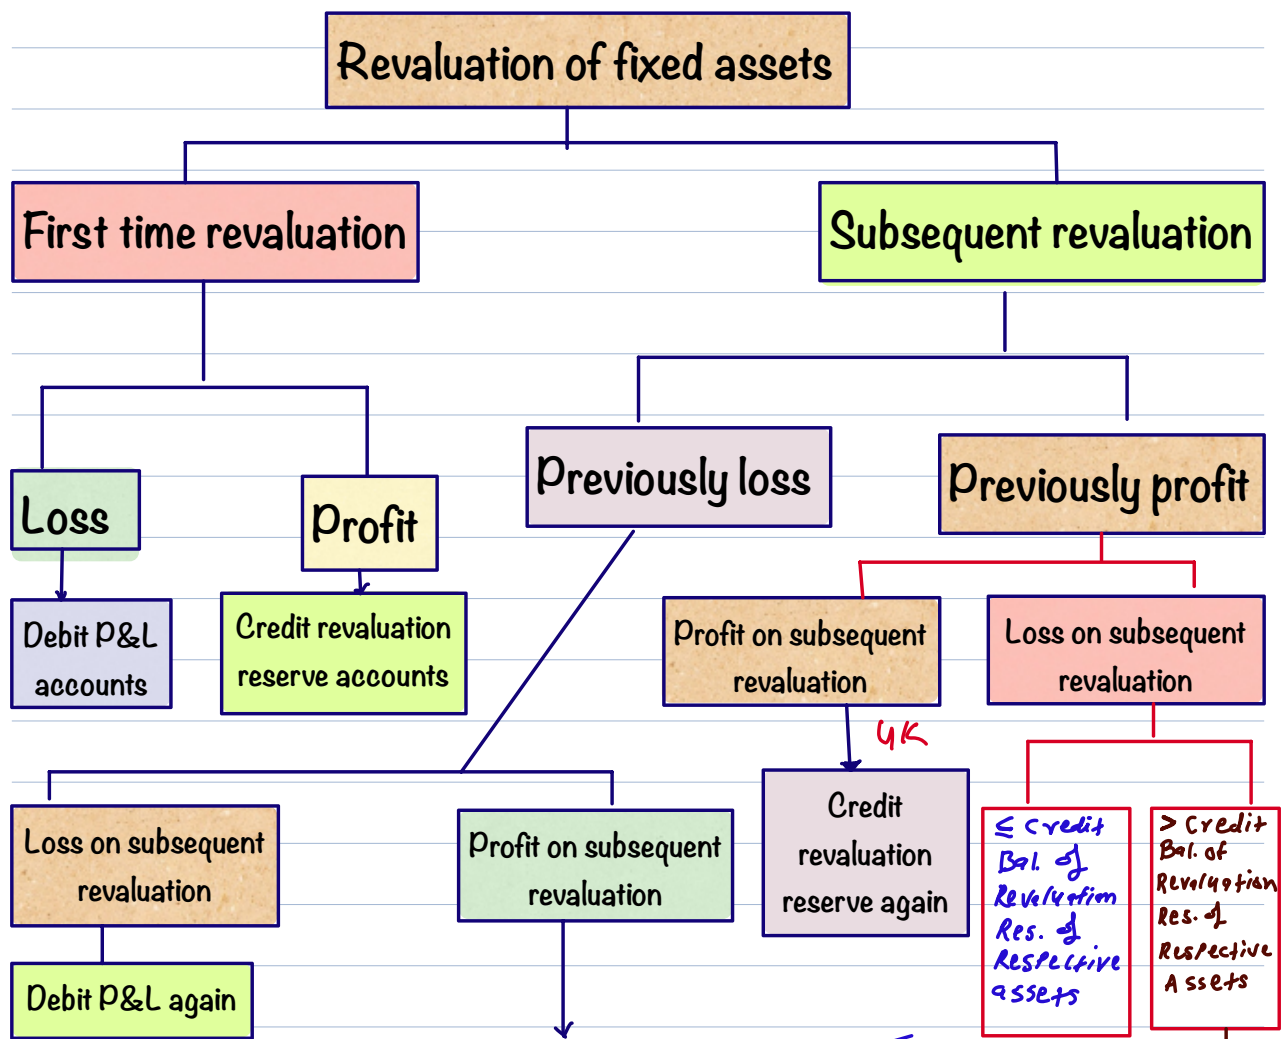 Revaluation of fixed assets
First time revaluation
Subsequent revaluation
Previously loss
Previously profit
Loss
Profit
Debit P&L
accounts
Credit revaluation
reserve accounts
Profit on subsequent
revaluation
Loss on subsequent
revaluation
4K
Loss on subsequent
revaluation
Profit on subsequent
revaluation
Credit
revaluation
reserve again
≤ Credit
Bal. of
Revaluation
Res. of
Respective
assets
> Credit
Bal. of
Revaluation
Res. of
Respective
Assets
Debit P&L again